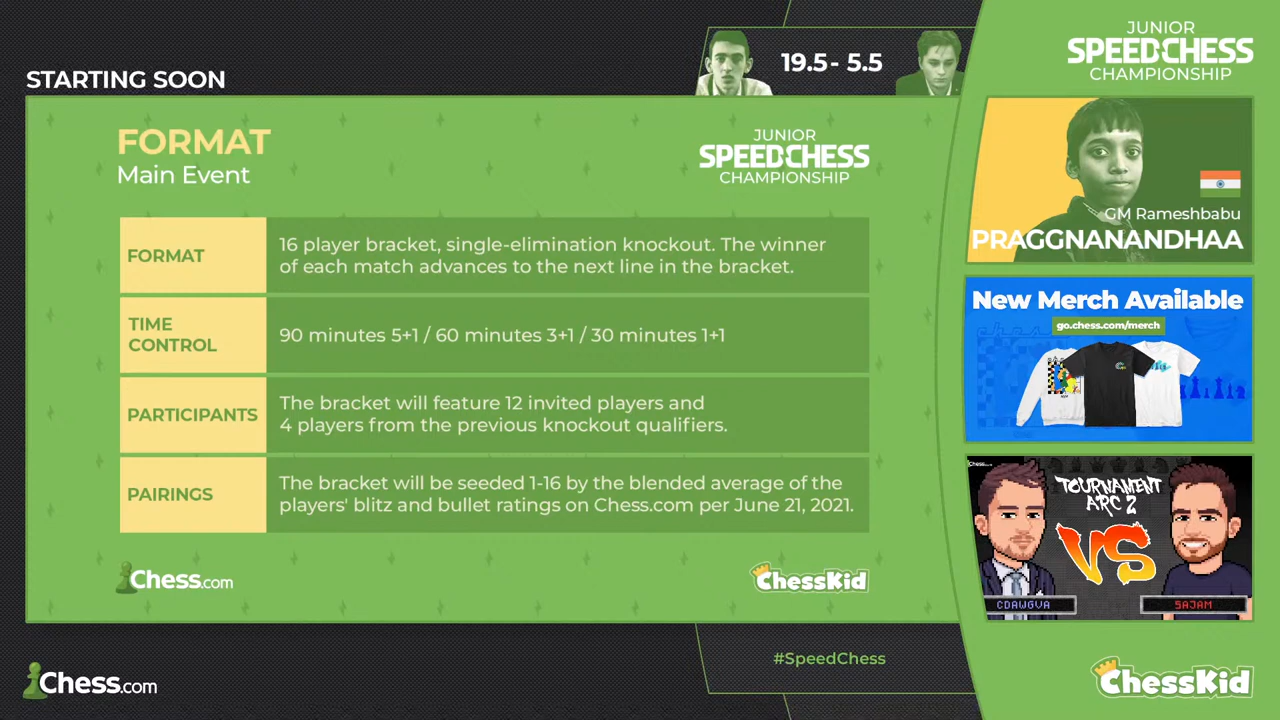 STARTING SOON
19.5 - 5.5
JUNIOR
SPEEDCHESS
CHAMPIONSHIP
FORMAT
Main Event
JUNIOR
SPEEDCHESS
CHAMPIONSHIP
FORMAT
16 player bracket, single-elimination knockout. The winner
of each match advances to the next line in the bracket.
TIME
CONTROL
90 minutes 5+1 / 60 minutes 3+1 / 30 minutes 1+1
PARTICIPANTS
The bracket will feature 12 invited players and
4 players from the previous knockout qualifiers.
PAIRINGS
The bracket will be seeded 1-16 by the blended average of the
players' blitz and bullet ratings on Chess.com per June 21, 2021.
Chess.com
ChessKid
GM Rameshbabu
PRAGGNANANDHAA
New Merch Available
go.chess.com/merch
Chess.com
TOURNAMENT
ARC 2
VS
CDAWGVA
SAJAM
#SpeedChess
Chess.com
ChessKid